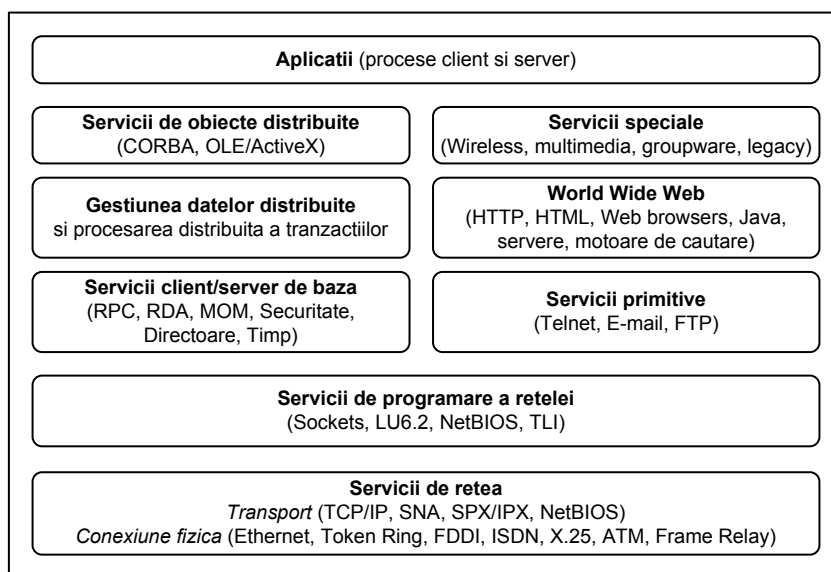 Aplicatii (procese client si server)
Servicii de obiecte distribuite
(CORBA, OLE/ActiveX)
Servicii speciale
(Wireless, multimedia, groupware, legacy)
Gestiunea datelor distribuite
si procesarea distribuita a tranzactiilor
World Wide Web
(HTTP, HTML, Web browsers, Java,
servere, motoare de cautare)
Servicii client/server de baza
(RPC, RDA, MOM, Securitate,
Directoare, Timp)
Servicii primitive
(Telnet, E-mail, FTP)
Servicii de programare a retelei
(Sockets, LU6.2, NetBIOS, TLI)
Servicii de retea
Transport (TCP/IP, SNA, SPX/IPX, NetBIOS)
Conexiune fizica (Ethernet, Token Ring, FDDI, ISDN, X.25, ATM, Frame Relay)